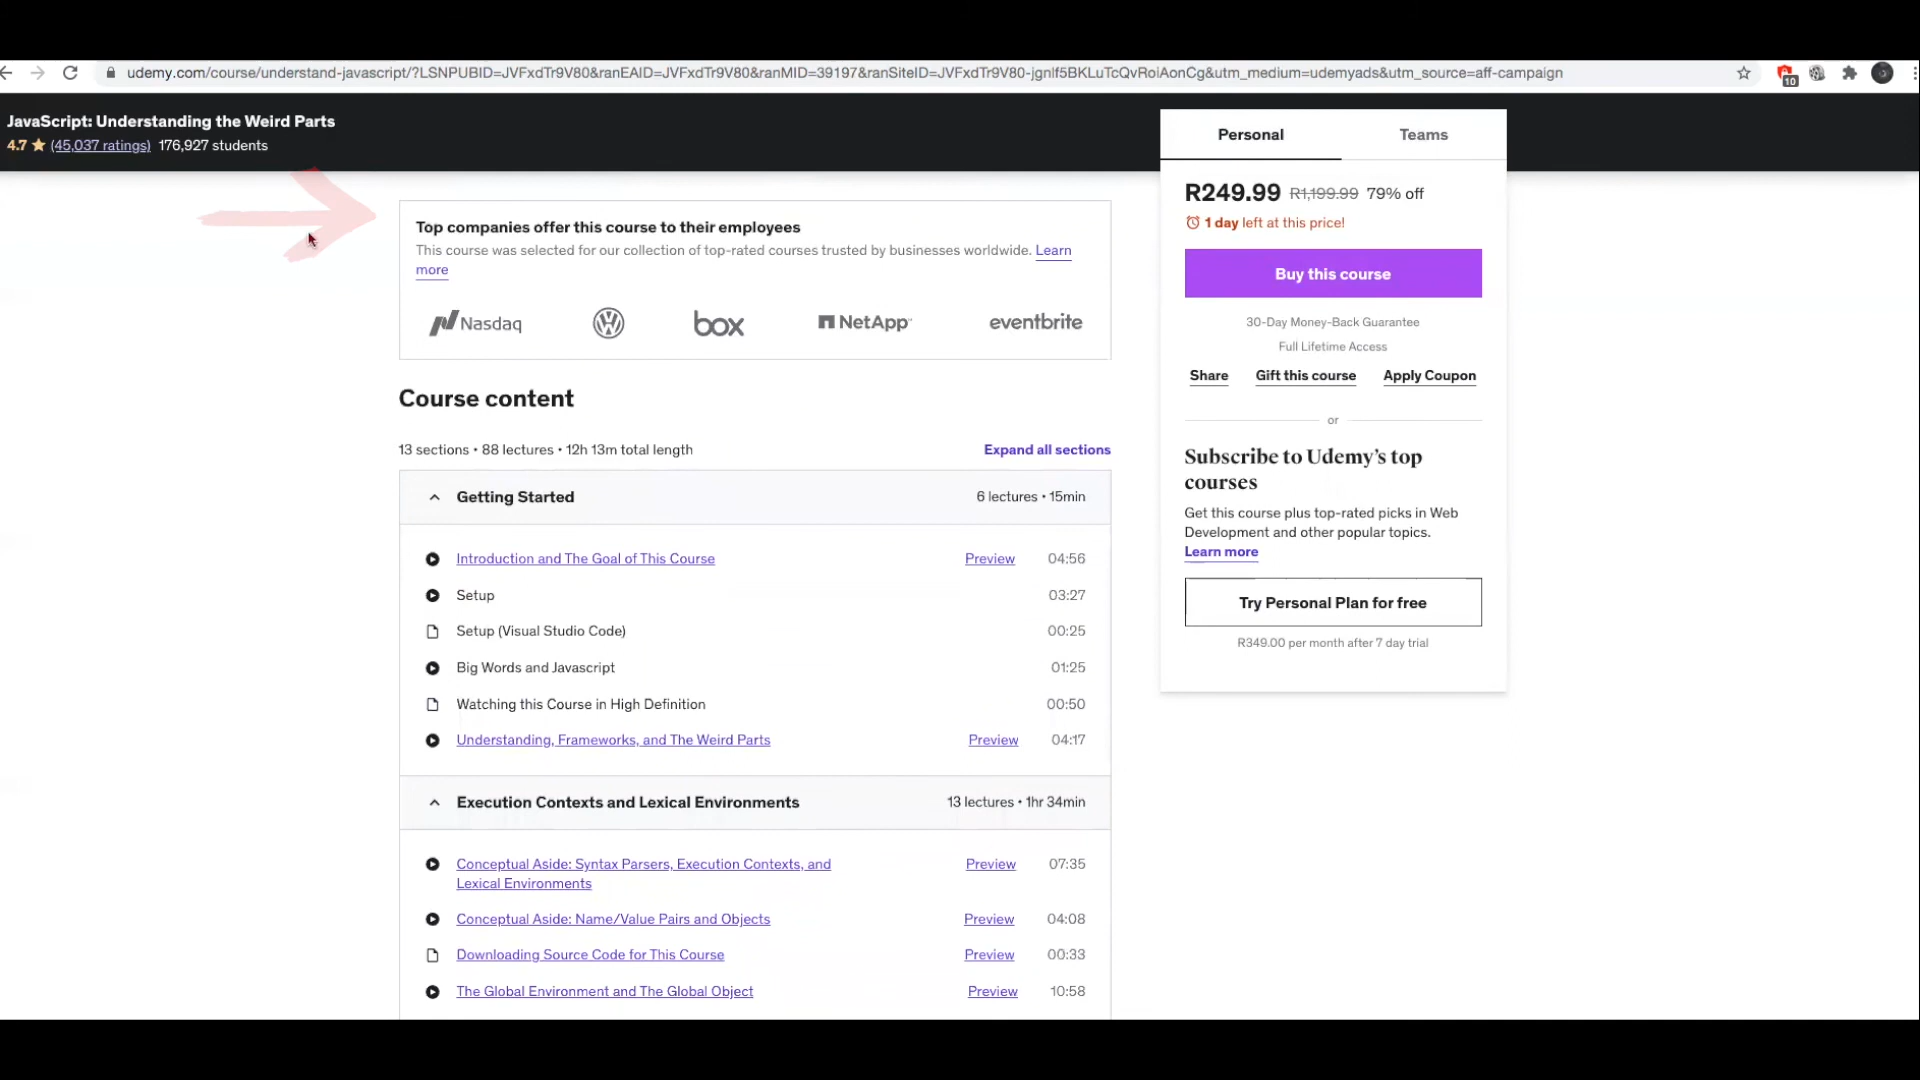 udemy.com/course/understand-javascript/?LSNPUBID=JVFxdTr9V80&ranEAID=JVFxdTr9V80&ranMID=39197&ranSiteID=JVFxdTr9V80-jgnlf5BKLuTcQvRoiAonCg&utm_medium=udemyads&utm_source=aff-campaign
10
JavaScript: Understanding the Weird Parts
4.7 (45,037 ratings) 176,927 students
Personal
Teams
R249.99 R1,199.99 79% off
1 day left at this price!
Buy this course
30-Day Money-Back Guarantee
Full Lifetime Access
Share Gift this course Apply Coupon
or
Subscribe to Udemy's top
courses
Get this course plus top-rated picks in Web
Development and other popular topics.
Learn more
Try Personal Plan for free
R349.00 per month after 7 day trial
Top companies offer this course to their employees
This course was selected for our collection of top-rated courses trusted by businesses worldwide. Learn
more
Nasdaq box NetApp eventbrite
Course content
13 sections • 88 lectures • 12h 13m total length Expand all sections
Getting Started 6 lectures • 15min
Introduction and The Goal of This Course Preview 04:56
Setup 03:27
Setup (Visual Studio Code) 00:25
Big Words and Javascript 01:25
Watching this Course in High Definition 00:50
Understanding, Frameworks, and The Weird Parts Preview 04:17
Execution Contexts and Lexical Environments 13 lectures • 1hr 34min
Conceptual Aside: Syntax Parsers, Execution Contexts, and Preview 07:35
Lexical Environments
Conceptual Aside: Name/Value Pairs and Objects Preview 04:08
Downloading Source Code for This Course Preview 00:33
The Global Environment and The Global Object Preview 10:58